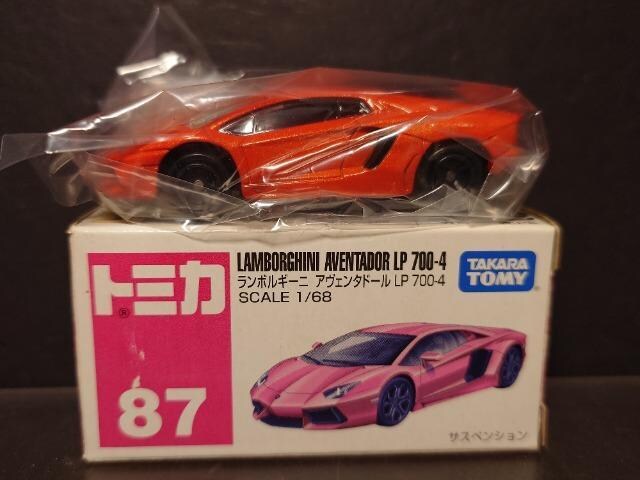 トミカ
®
87
LAMBORGHINI AVENTADOR LP 700-4
ランボルギーニ アヴェンタドール LP 700-4
SCALE 1/68
TAKARA
TOMY
サスペンション